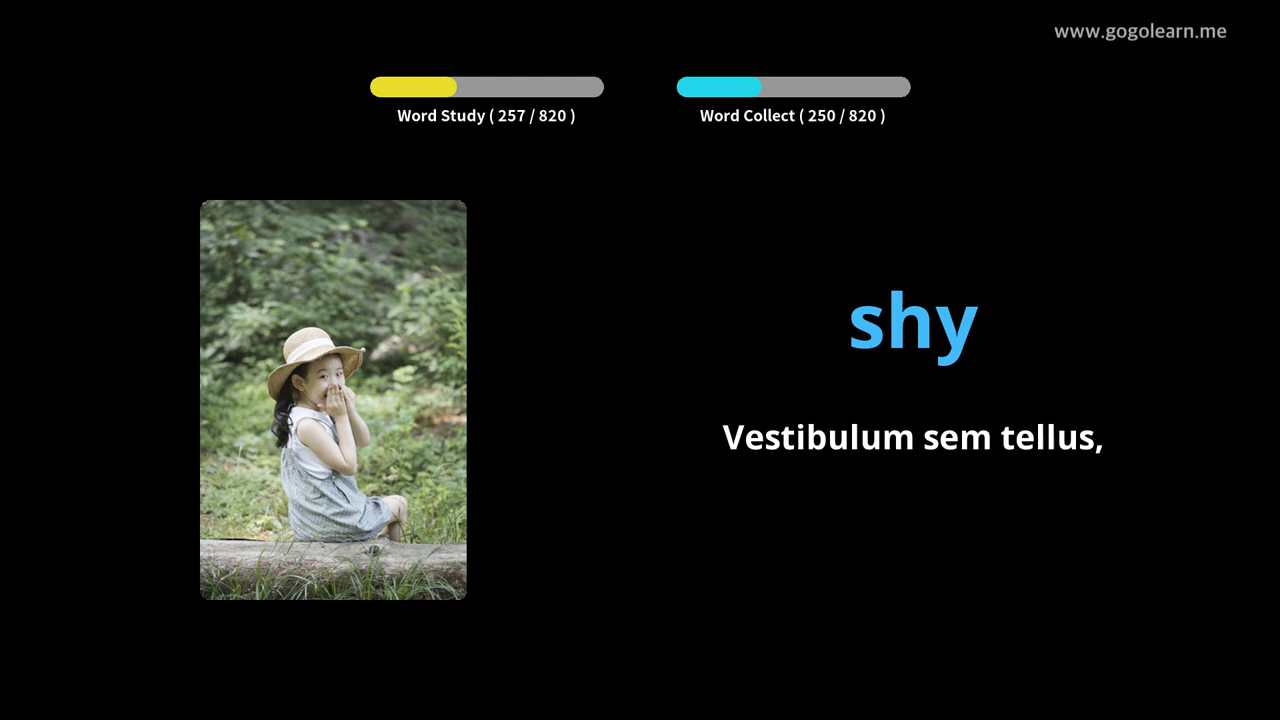 www.gogolearn.me
Word Study ( 257 / 820 )
Word Collect ( 250 / 820 )
shy
Vestibulum sem tellus,